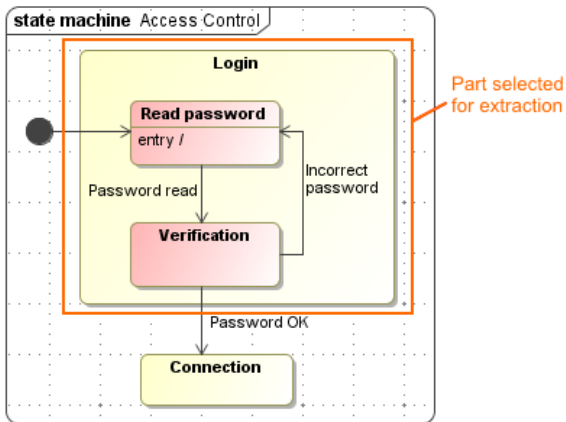 state machine Access Control
Login
Part selected
for extraction
Read password
entry /
Incorrect
password
Password read
Verification
Password OK
Connection